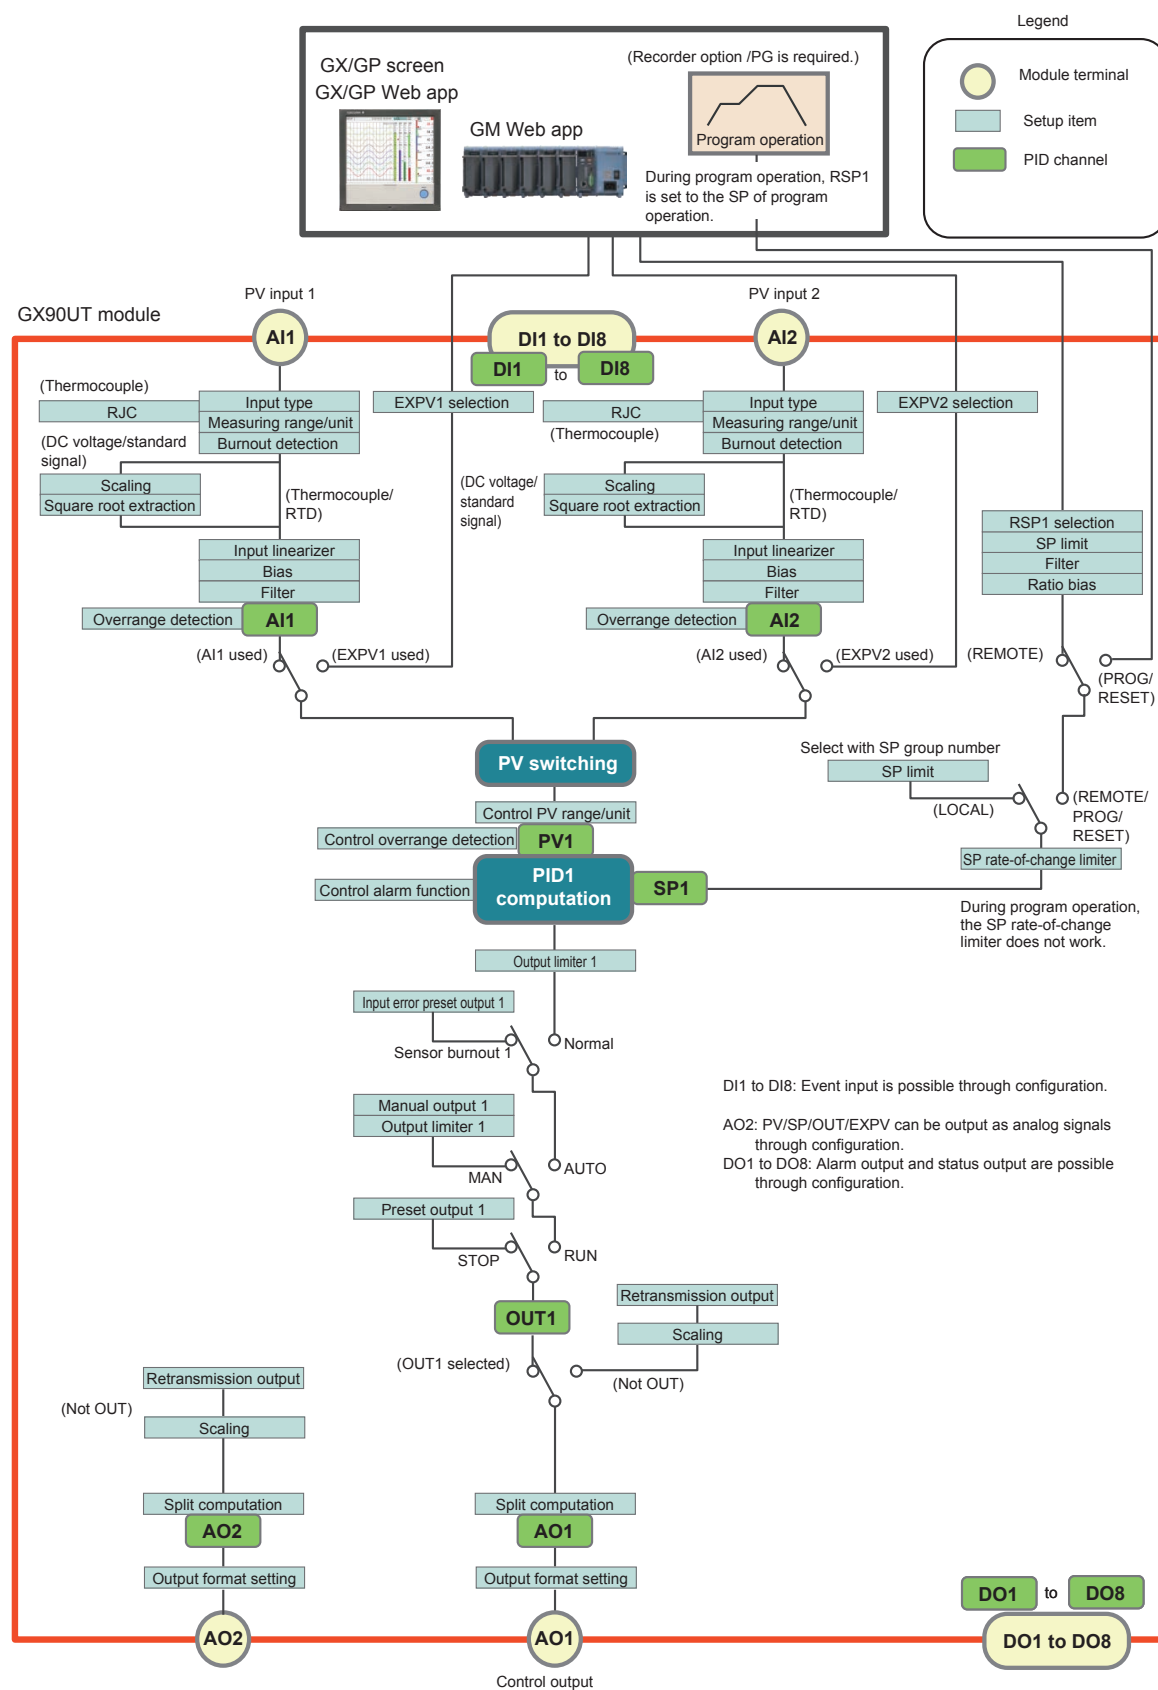 Legend
Module terminal
Setup item
PID channel
GX/GP screen
GX/GP Web app
GM Web app
(Recorder option /PG is required.)
Program operation
During program operation, RSP1
is set to the SP of program
operation.
GX90UT module
PV input 1
AI1
DI1 to DI8
DI1
to
DI8
PV input 2
AI2
(Thermocouple)
RJC
Input type
Measuring range/unit
Burnout detection
(DC voltage/standard
signal)
Scaling
Square root extraction
(Thermocouple/
RTD)
Input linearizer
Bias
Filter
Overrange detection
AI1
(AI1 used)
(EXPV1 used)
EXPV1 selection
RJC
(Thermocouple)
Input type
Measuring range/unit
Burnout detection
(DC voltage/
standard
signal)
Scaling
Square root extraction
(Thermocouple/
RTD)
Input linearizer
Bias
Filter
Overrange detection
AI2
(AI2 used)
(EXPV2 used)
EXPV2 selection
RSP1 selection
SP limit
Filter
Ratio bias
(REMOTE)
(PROG/
RESET)
PV switching
Select with SP group number
SP limit
(LOCAL)
(REMOTE/
PROG/
RESET)
SP rate-of-change limiter
Control PV range/unit
Control overrange detection
PV1
PID1
computation
Control alarm function
SP1
During program operation,
the SP rate-of-change
limiter does not work.
Output limiter 1
Input error preset output 1
Sensor burnout 1
Normal
Manual output 1
Output limiter 1
MAN
AUTO
Preset output 1
STOP
RUN
DI1 to DI8: Event input is possible through configuration.
AO2: PV/SP/OUT/EXPV can be output as analog signals
through configuration.
DO1 to DO8: Alarm output and status output are possible
through configuration.
OUT1
Retransmission output
Scaling
(OUT1 selected)
(Not OUT)
Retransmission output
(Not OUT)
Scaling
Split computation
AO2
Output format setting
AO2
Split computation
AO1
Output format setting
AO1
Control output
DO1
to
DO8
DO1 to DO8